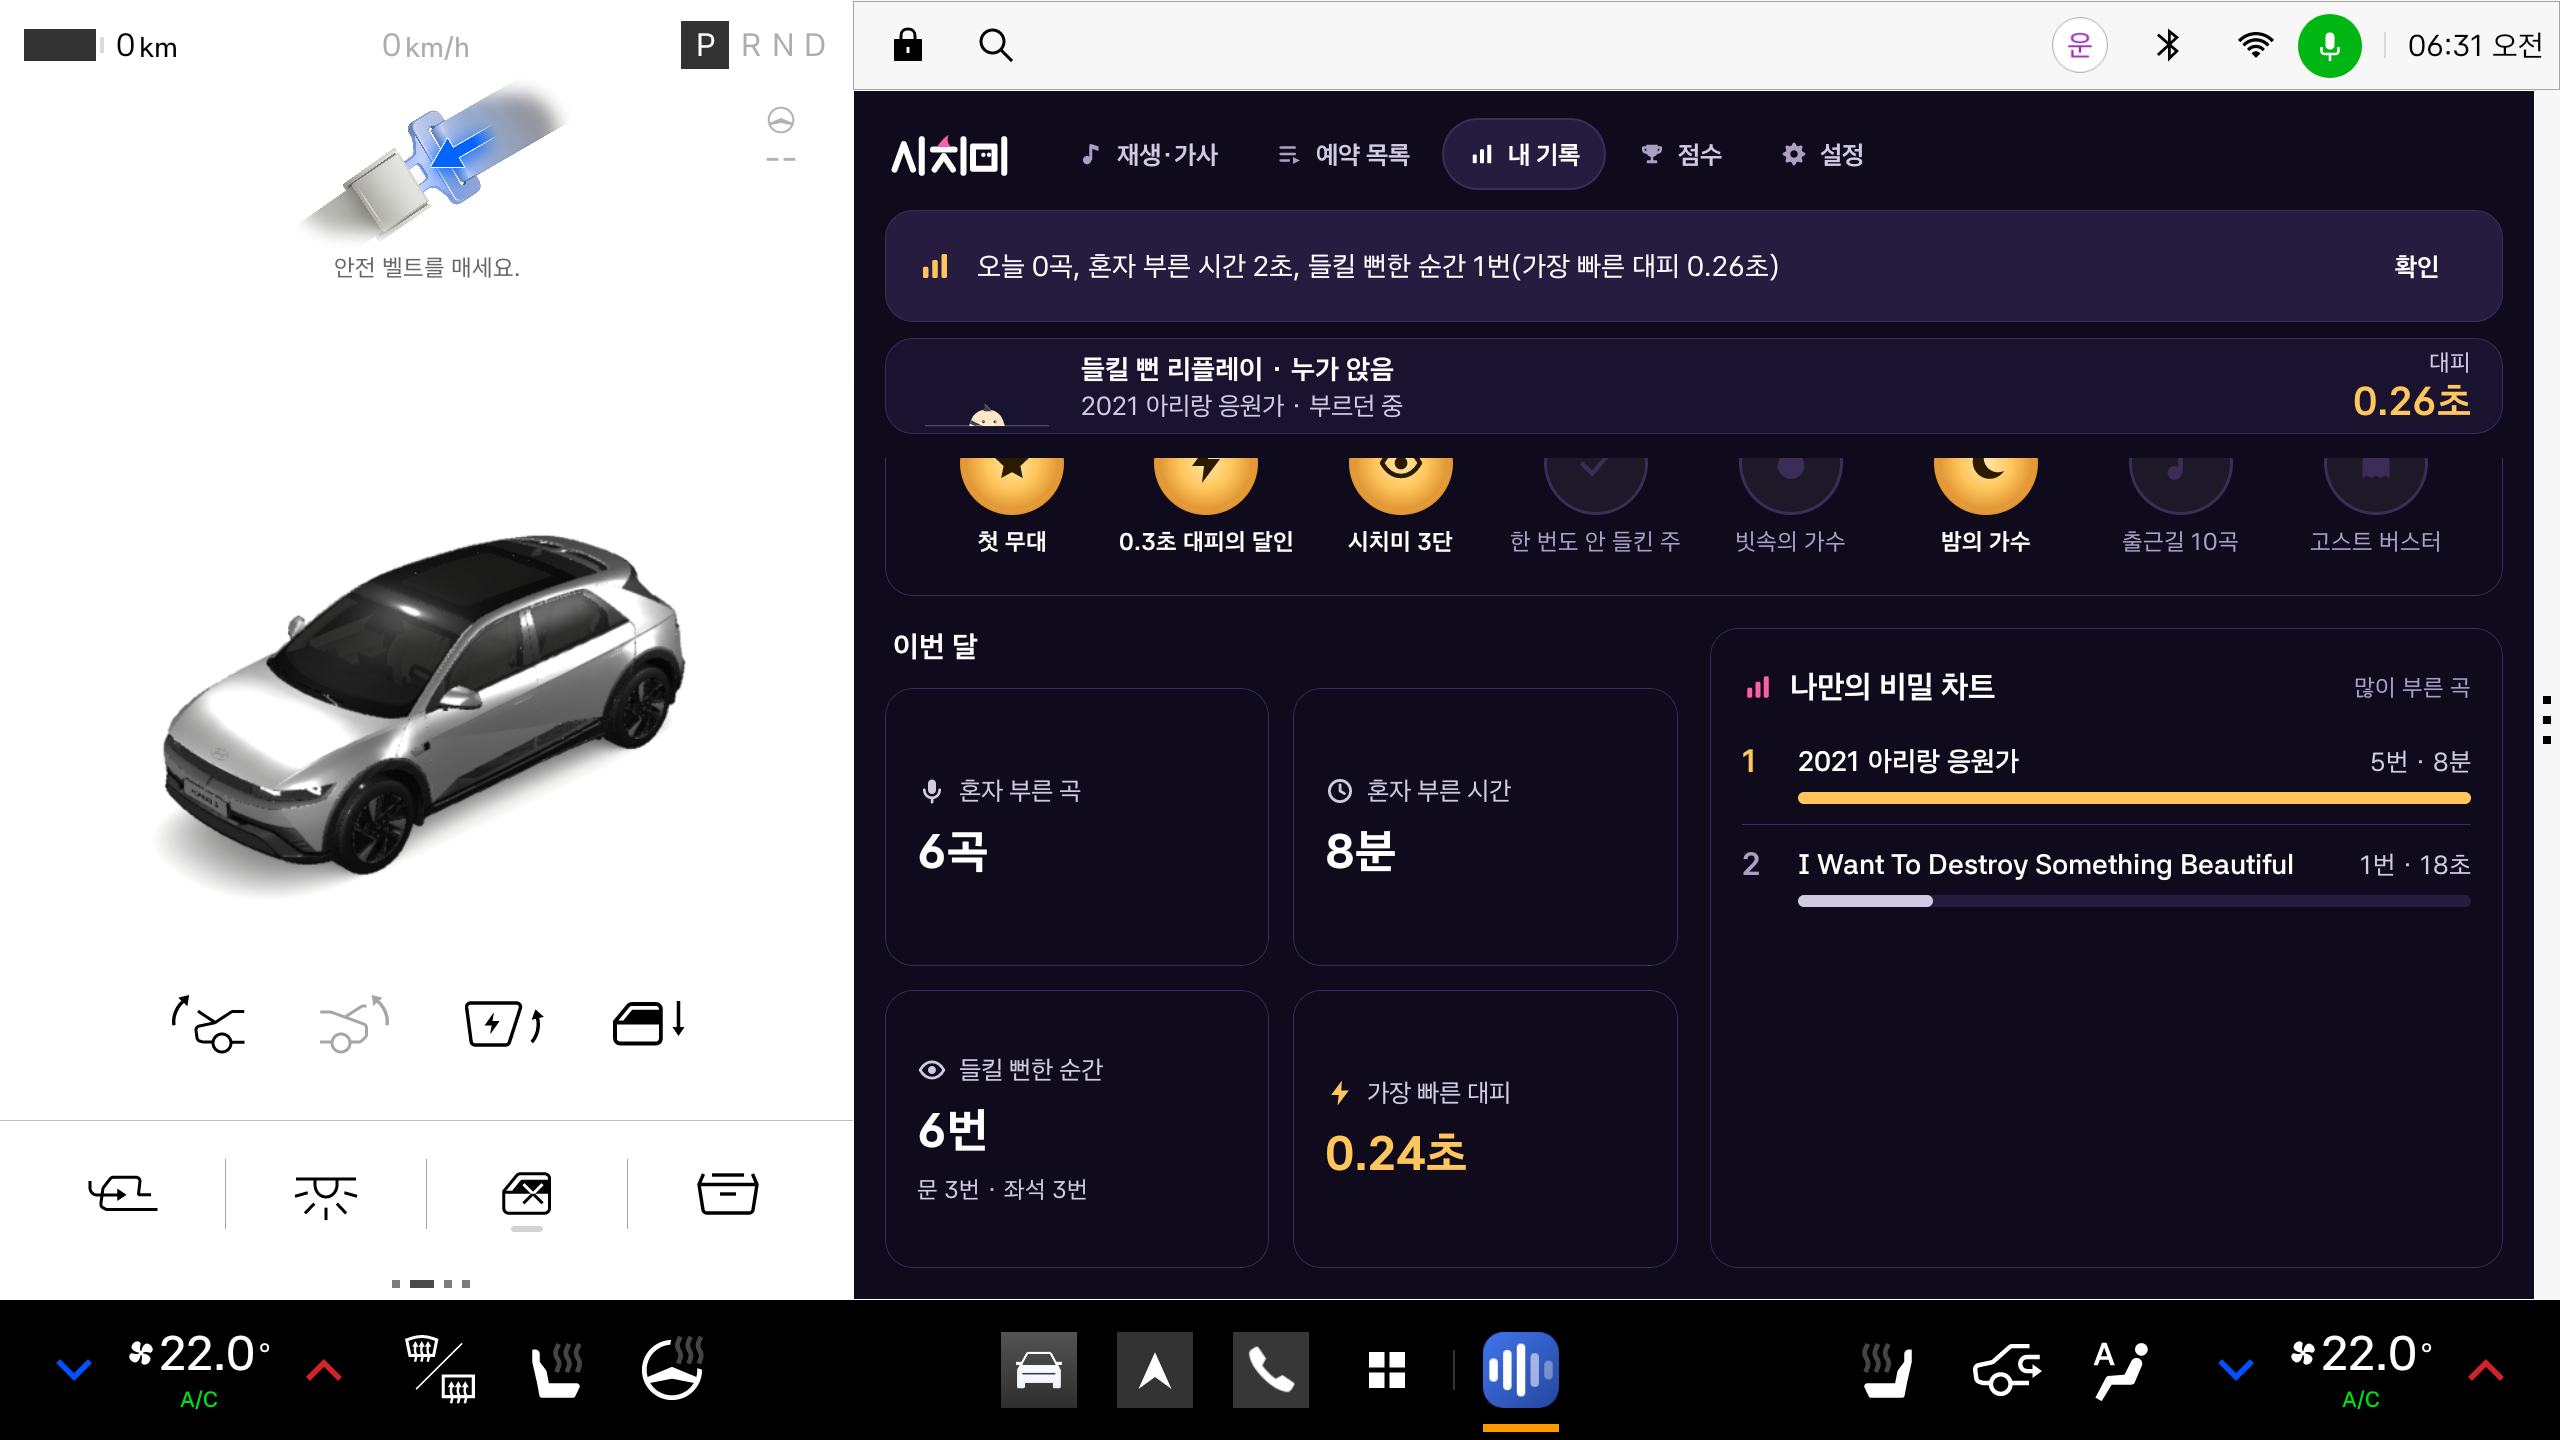 0 km
0 km/h
P R N D
안전 벨트를 매세요.
운
06:31 오전
시치미
재생·가사
예약 목록
내 기록
점수
설정
오늘 0곡, 혼자 부른 시간 2초, 들킬 뻔한 순간 1번(가장 빠른 대피 0.26초)
확인
들킬 뻔 리플레이 · 누가 앉음
2021 아리랑 응원가 · 부르던 중
대피
0.26초
첫 무대
0.3초 대피의 달인
시치미 3단
한 번도 안 들킨 주
빗속의 가수
밤의 가수
출근길 10곡
고스트 버스터
이번 달
혼자 부른 곡
6곡
혼자 부른 시간
8분
들킬 뻔한 순간
6번
문 3번 · 좌석 3번
가장 빠른 대피
0.24초
나만의 비밀 차트
많이 부른 곡
1 2021 아리랑 응원가 5번 · 8분
2 I Want To Destroy Something Beautiful 1번 · 18초
22.0°
A/C
A
22.0°
A/C